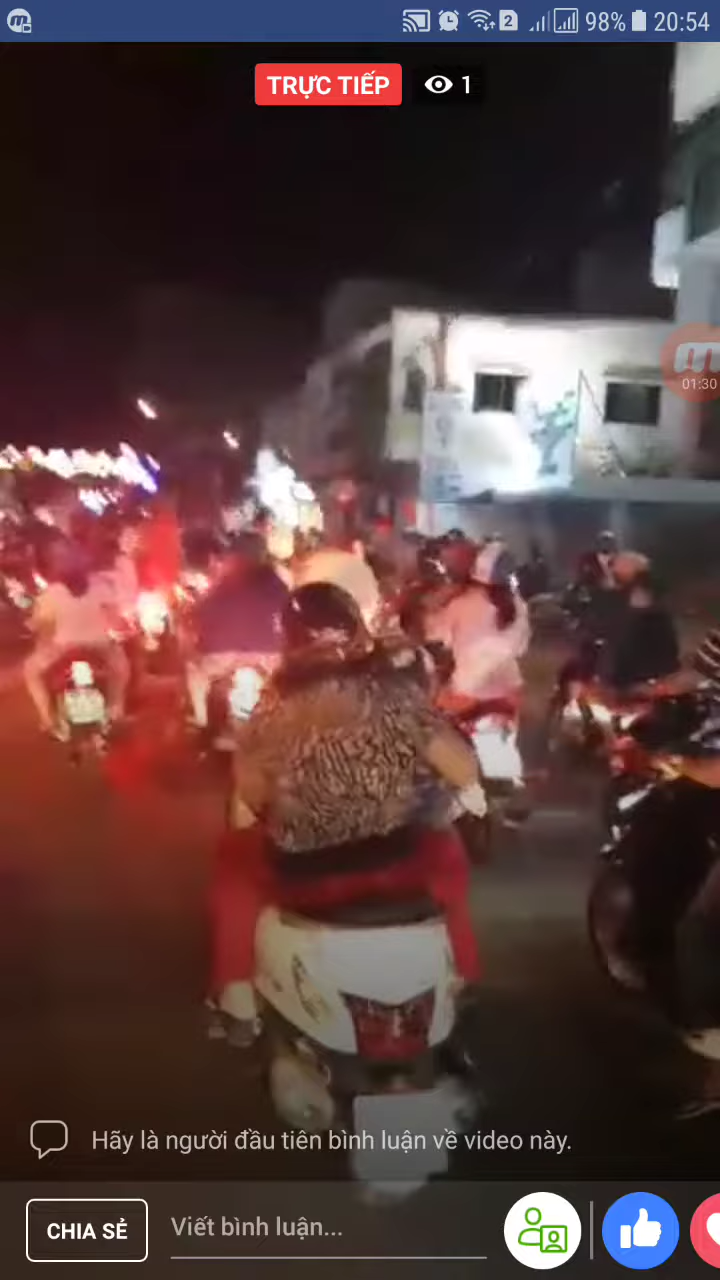 2 98% 20:54
TRỰC TIẾP 1
01:30
Hãy là người đầu tiên bình luận về video này.
CHIA SẺ Viết bình luận...